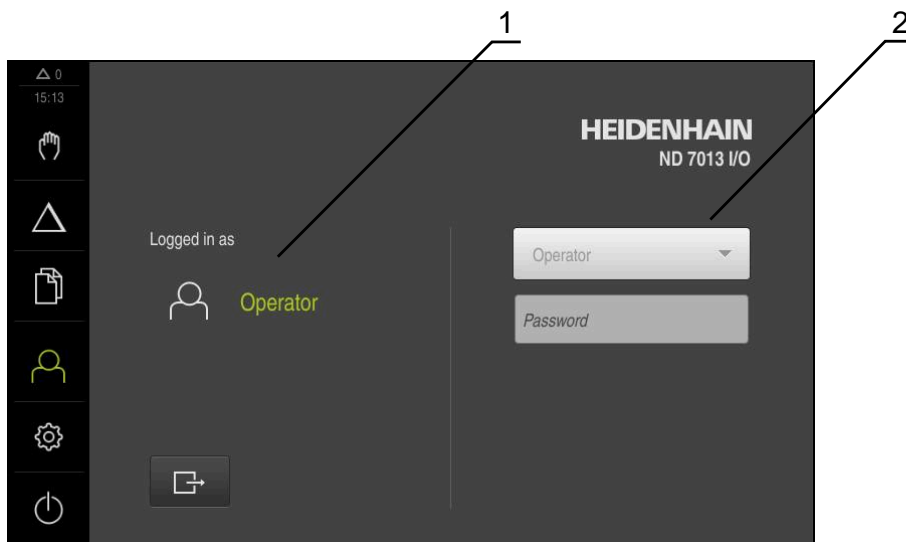 1
2
0
15:13
HEIDENHAIN
ND 7013 I/O
Logged in as
Operator
Operator
Password